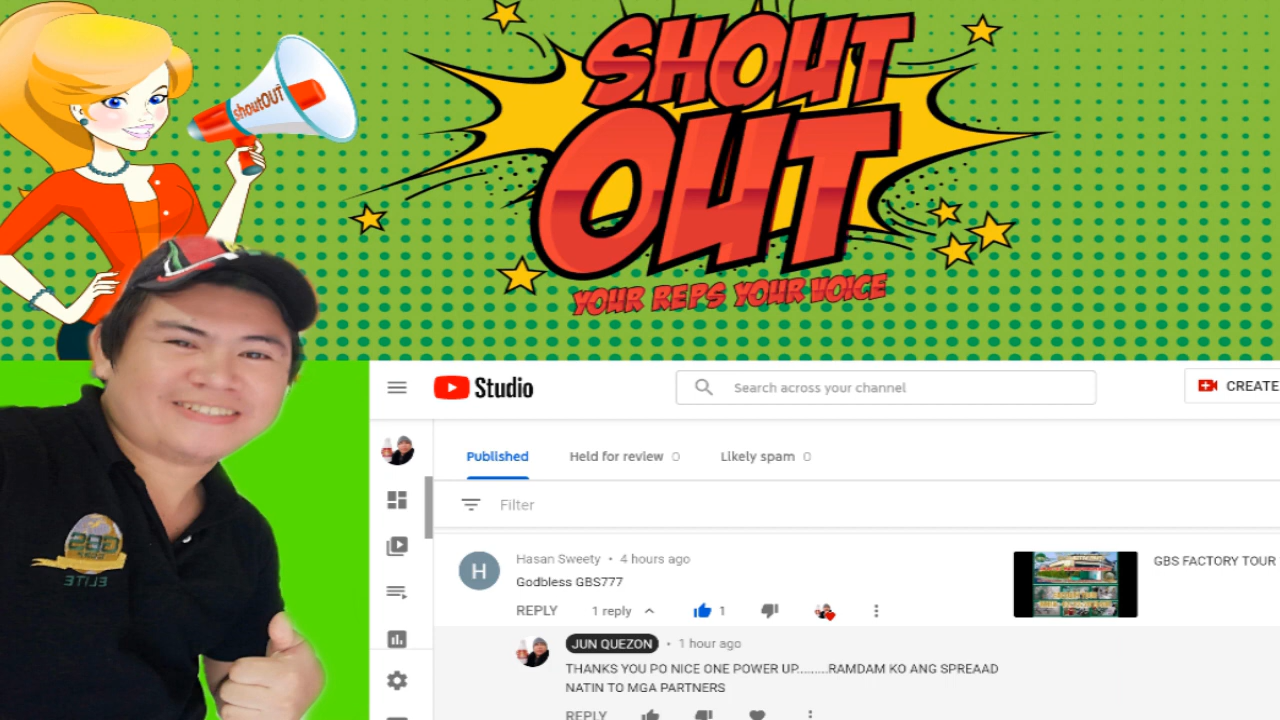 SHOUT
OUT
YOUR REPS YOUR VOICE
shoutOUT
GBS
ELITE
Studio
Search across your channel
CREATE
Published
Held for review 0
Likely spam 0
Filter
H
Hasan Sweety • 4 hours ago
Godbless GBS777
REPLY
1 reply
1
GBS FACTORY TOUR
JUN QUEZON • 1 hour ago
THANKS YOU PO NICE ONE POWER UP.........RAMDAM KO ANG SPREAAD
NATIN TO MGA PARTNERS
REPLY